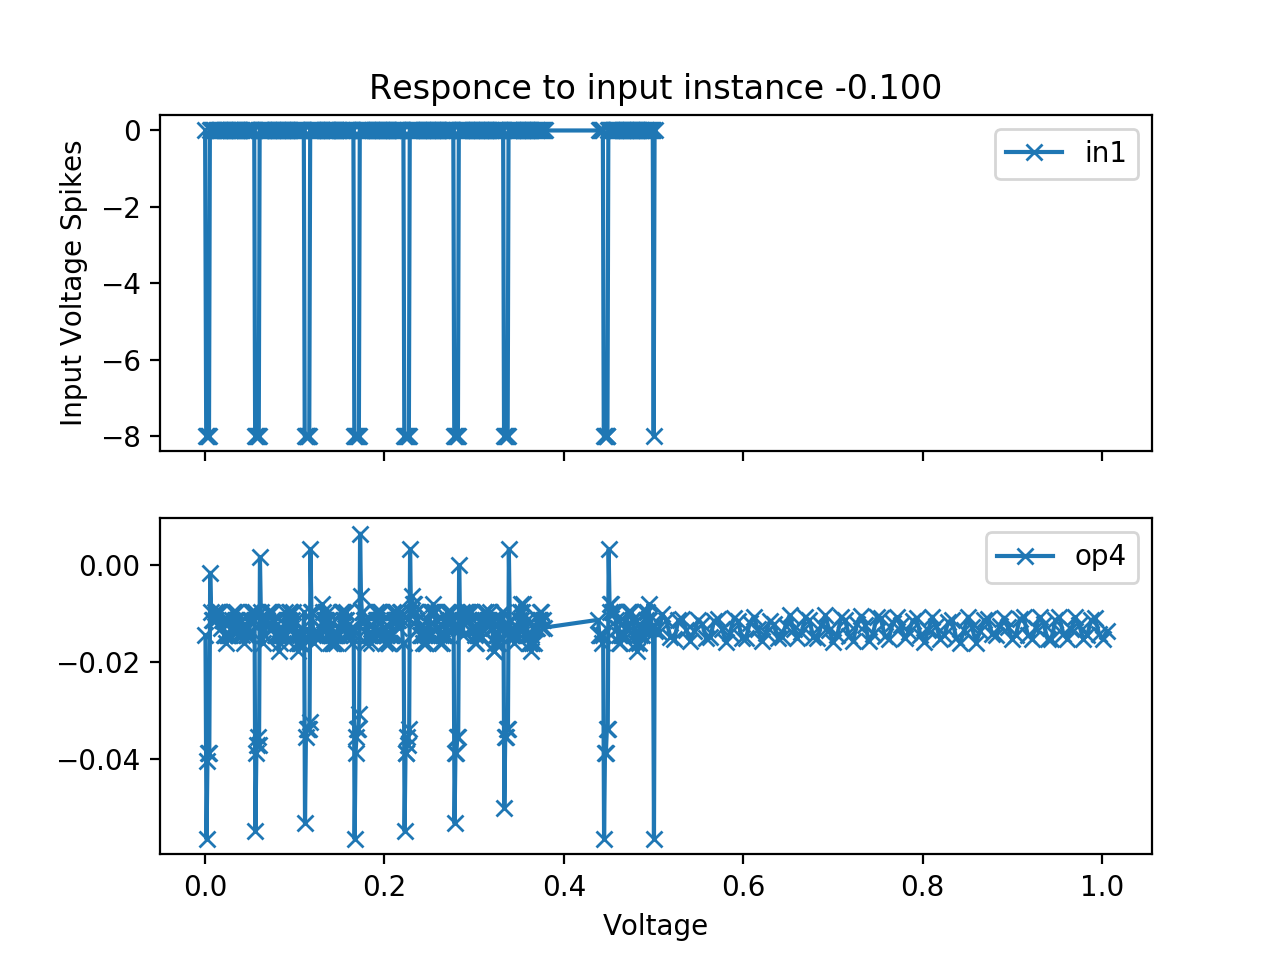 Responce to input instance -0.100
Input Voltage Spikes
0
−2
−4
−6
−8
in1
0.00
−0.02
−0.04
op4
0.0 0.2 0.4 0.6 0.8 1.0
Voltage